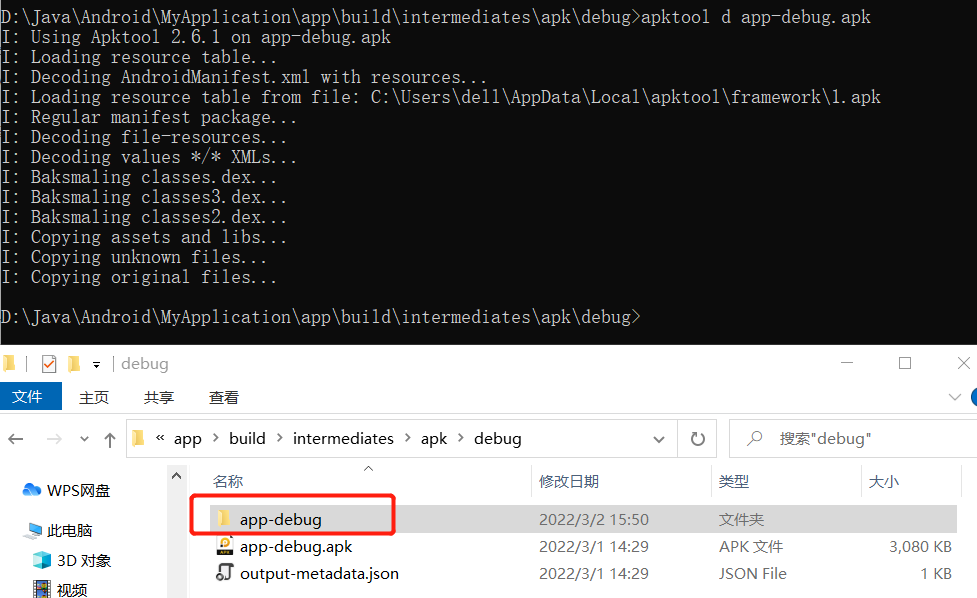 D:\Java\Android\MyApplication\app\build\intermediates\apk\debug>apktool d app-debug.apk
I: Using Apktool 2.6.1 on app-debug.apk
I: Loading resource table...
I: Decoding AndroidManifest.xml with resources...
I: Loading resource table from file: C:\Users\dell\AppData\Local\apktool\framework\1.apk
I: Regular manifest package...
I: Decoding file-resources...
I: Decoding values */* XMLs...
I: Baksmaling classes.dex...
I: Baksmaling classes3.dex...
I: Baksmaling classes2.dex...
I: Copying assets and libs...
I: Copying unknown files...
I: Copying original files...
D:\Java\Android\MyApplication\app\build\intermediates\apk\debug>
debug
文件 主页 共享 查看
« app > build > intermediates > apk > debug 搜索"debug"
名称 修改日期 类型 大小
WPS网盘
此电脑
3D 对象
视频
app-debug 2022/3/2 15:50 文件夹
app-debug.apk 2022/3/1 14:29 APK 文件 3,080 KB
output-metadata.json 2022/3/1 14:29 JSON File 1 KB